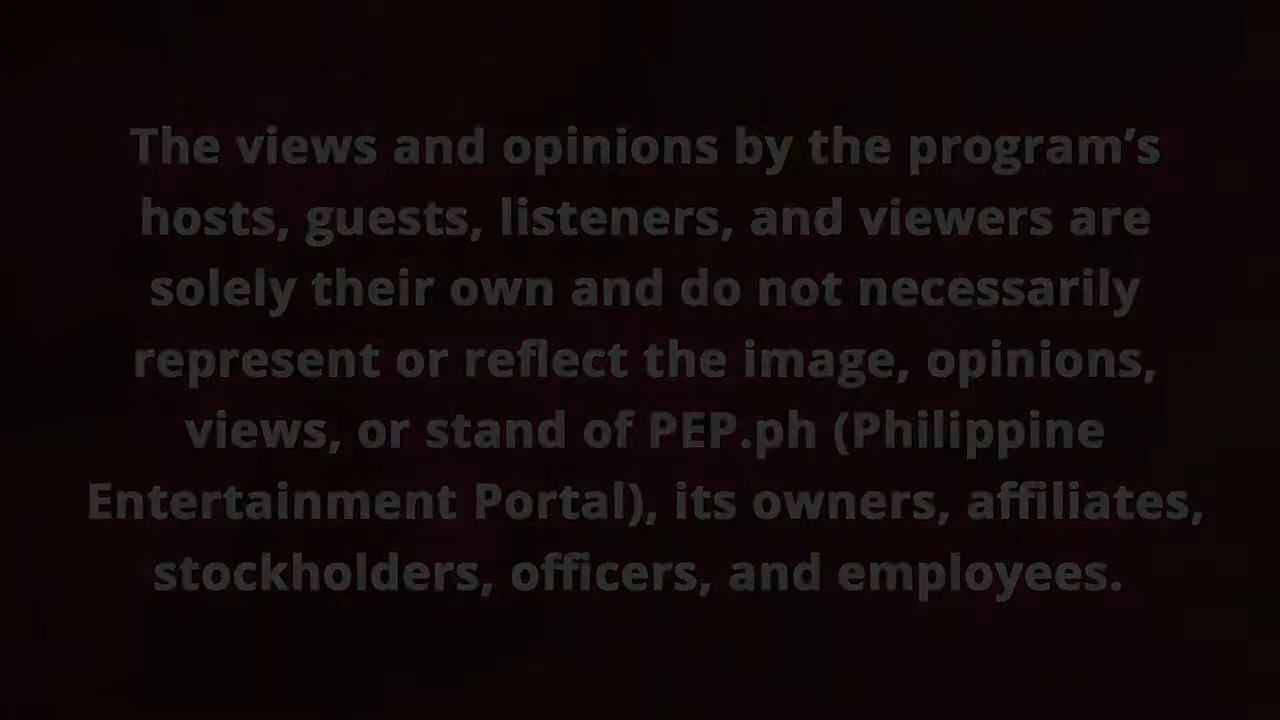 The views and opinions by the program’s
hosts, guests, listeners, and viewers are
solely their own and do not necessarily
represent or reflect the image, opinions,
views, or stand of PEP.ph (Philippine
Entertainment Portal), its owners, affiliates,
stockholders, officers, and employees.